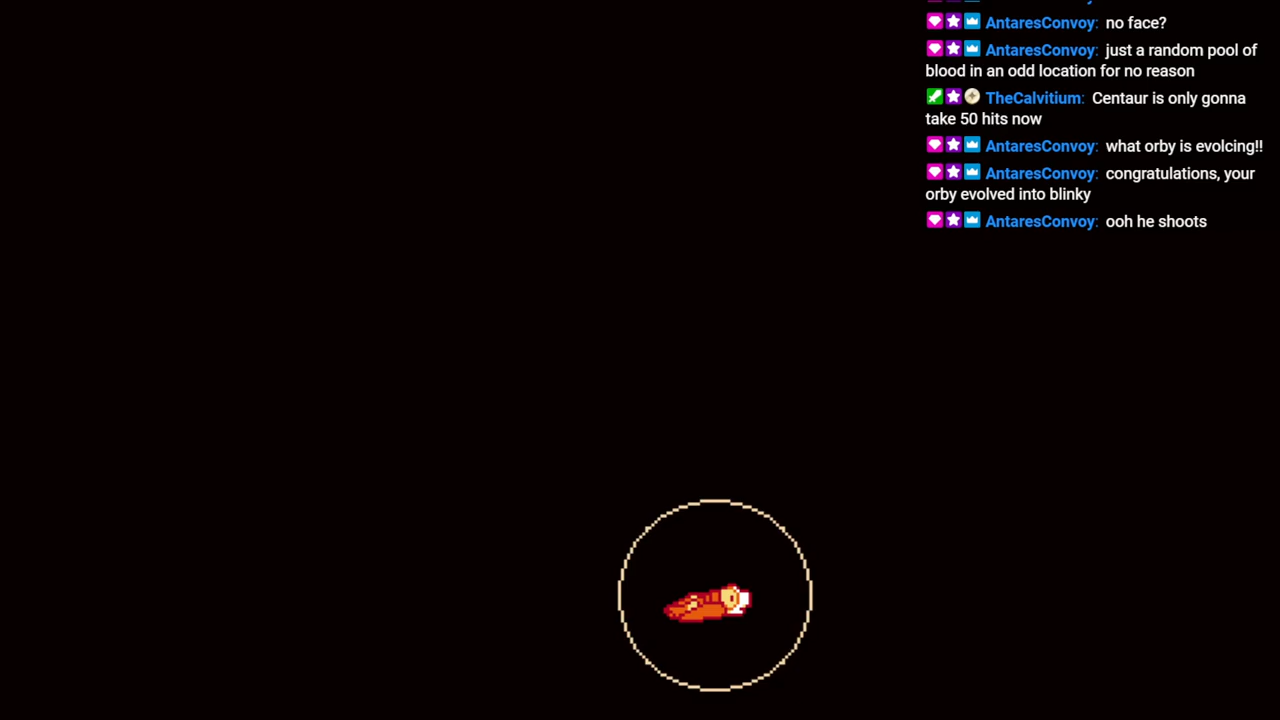 AntaresConvoy: no face?
AntaresConvoy: just a random pool of
blood in an odd location for no reason
TheCalvitium: Centaur is only gonna
take 50 hits now
AntaresConvoy: what orby is evolcing!!
AntaresConvoy: congratulations, your
orby evolved into blinky
AntaresConvoy: ooh he shoots